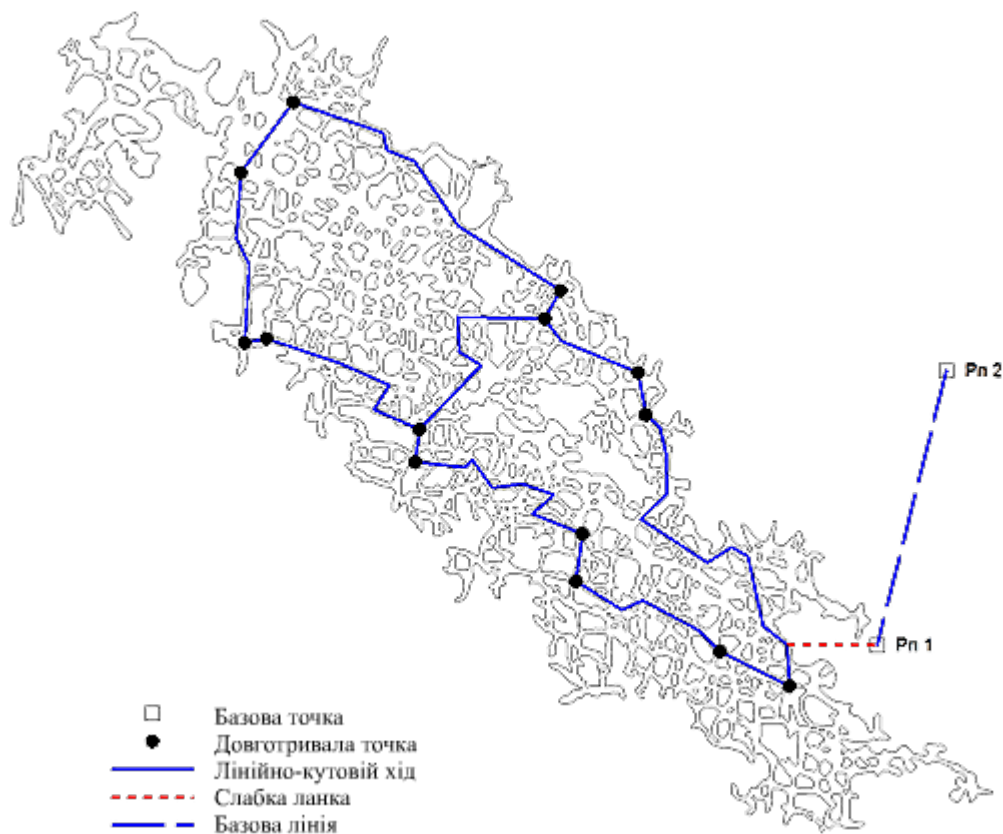 Рп 2
Рп 1
Базова точка
Довготривала точка
Лінійно-кутовій хід
Слабка ланка
Базова лінія